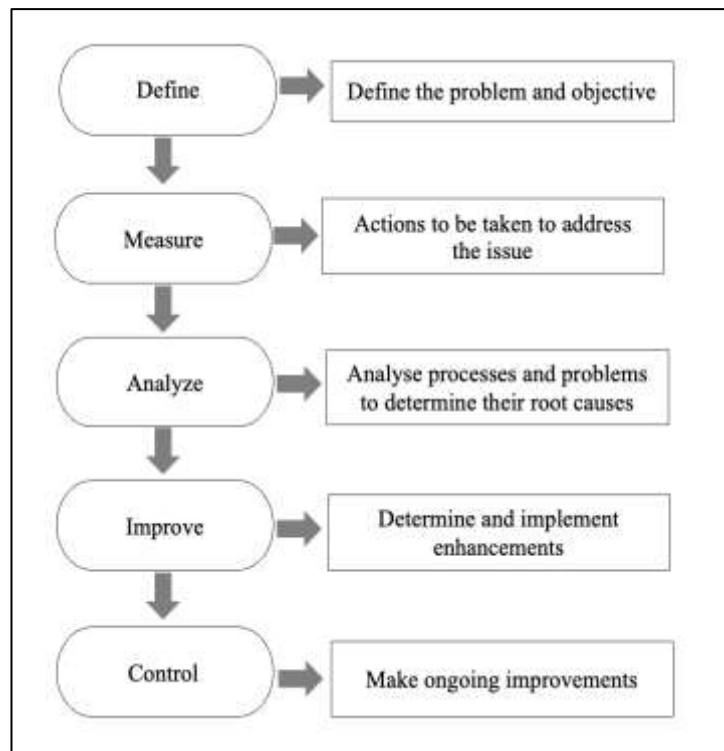 Define
Define the problem and objective
Measure
Actions to be taken to address
the issue
Analyze
Analyse processes and problems
to determine their root causes
Improve
Determine and implement
enhancements
Control
Make ongoing improvements